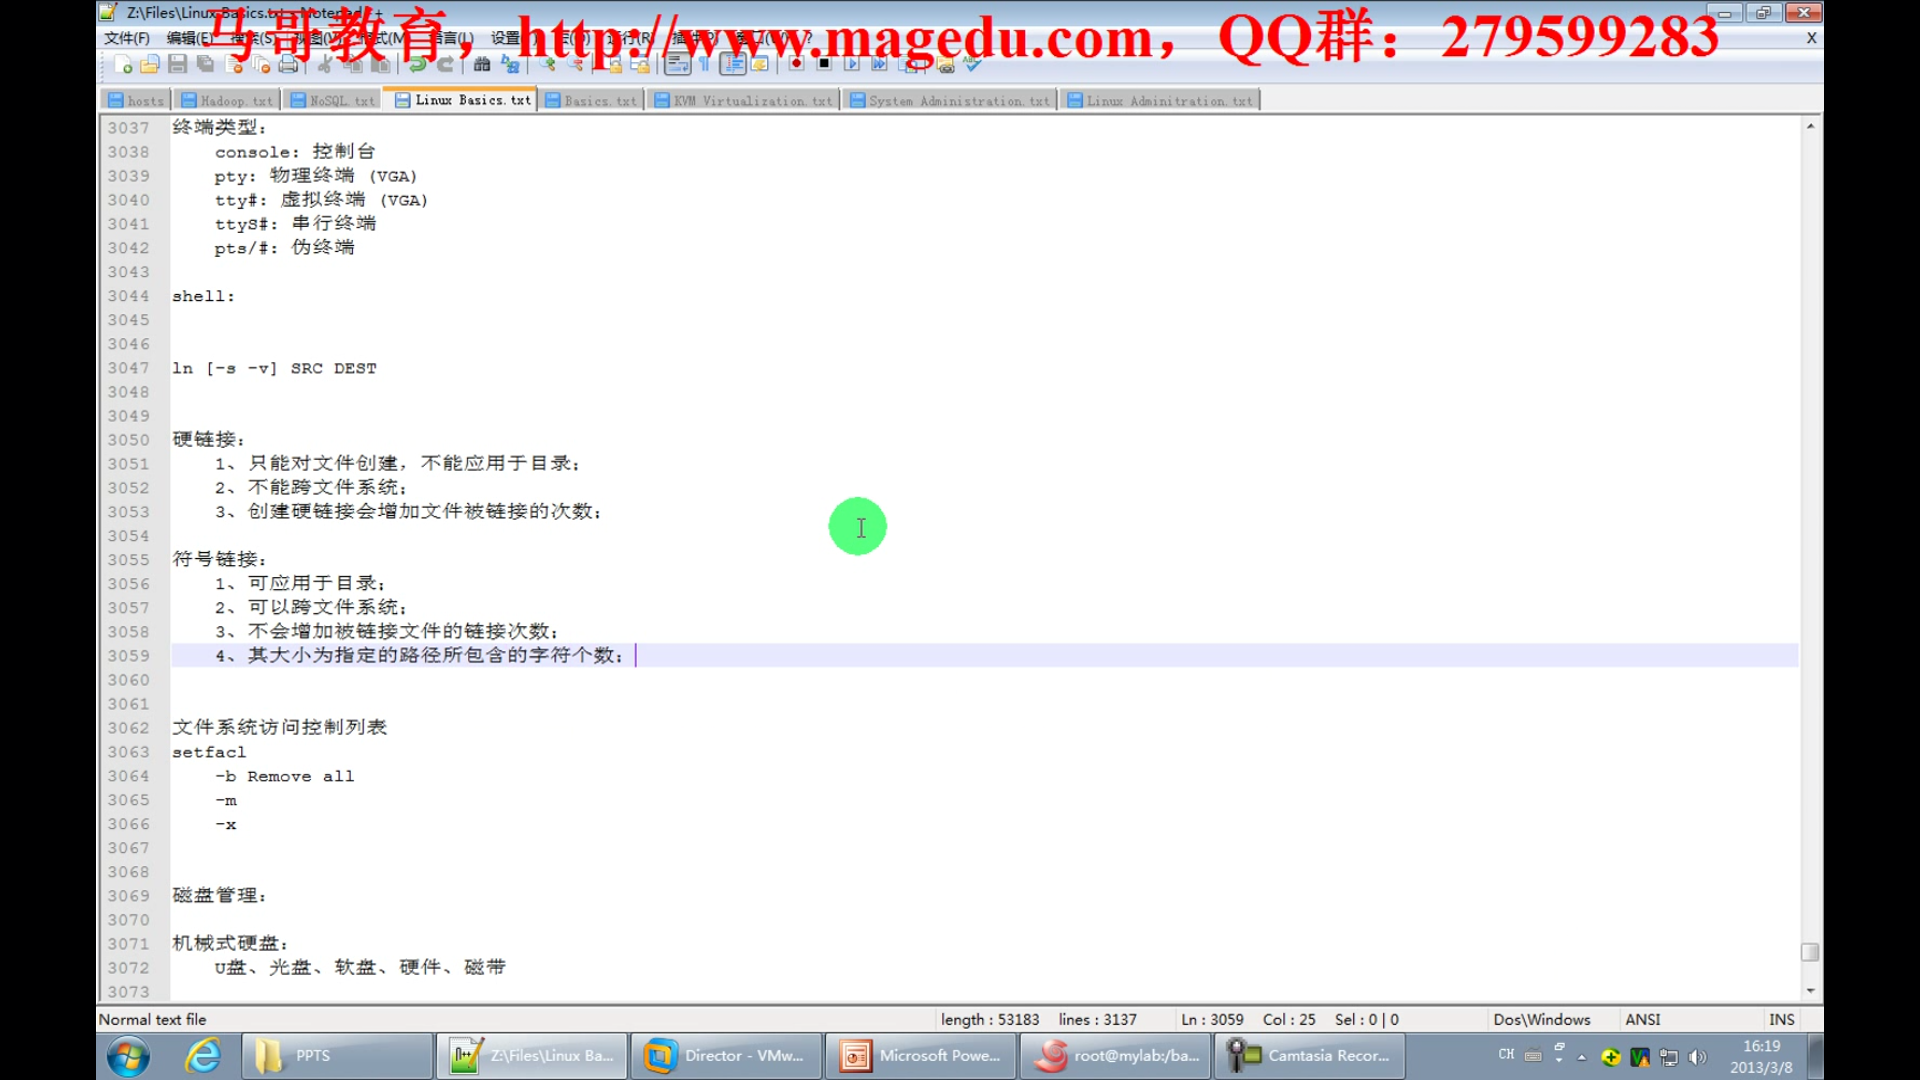 Z:\Files\Linux Basics.txt - Notepad++
马哥教育，http://www.magedu.com，QQ群：279599283
文件(F) 编辑(E) 搜索(S) 视图(V) 格式(M) 语言(L) 设置 运行(R) ?
X
hosts Hadoop.txt NoSQL.txt Linux Basics.txt Basics.txt KVM Virtualization.txt System Administration.txt Linux Adminitration.txt
3037 终端类型：
3038 console: 控制台
3039 pty: 物理终端 (VGA)
3040 tty#: 虚拟终端 (VGA)
3041 ttyS#: 串行终端
3042 pts/#: 伪终端
3043
3044 shell:
3045
3046
3047 ln [-s -v] SRC DEST
3048
3049
3050 硬链接：
3051 1、只能对文件创建，不能应用于目录；
3052 2、不能跨文件系统；
3053 3、创建硬链接会增加文件被链接的次数；
3054
3055 符号链接：
3056 1、可应用于目录；
3057 2、可以跨文件系统；
3058 3、不会增加被链接文件的链接次数；
3059 4、其大小为指定的路径所包含的字符个数；
3060
3061
3062 文件系统访问控制列表
3063 setfacl
3064 -b Remove all
3065 -m
3066 -x
3067
3068
3069 磁盘管理：
3070
3071 机械式硬盘：
3072 U盘、光盘、软盘、硬件、磁带
3073
Normal text file length : 53183 lines : 3137 Ln : 3059 Col : 25 Sel : 0 | 0 Dos\Windows ANSI INS
PPTS Z:\Files\Linux Ba... Director - VMw... Microsoft Powe... root@mylab:/ba... Camtasia Recor... CH 16:19
2013/3/8